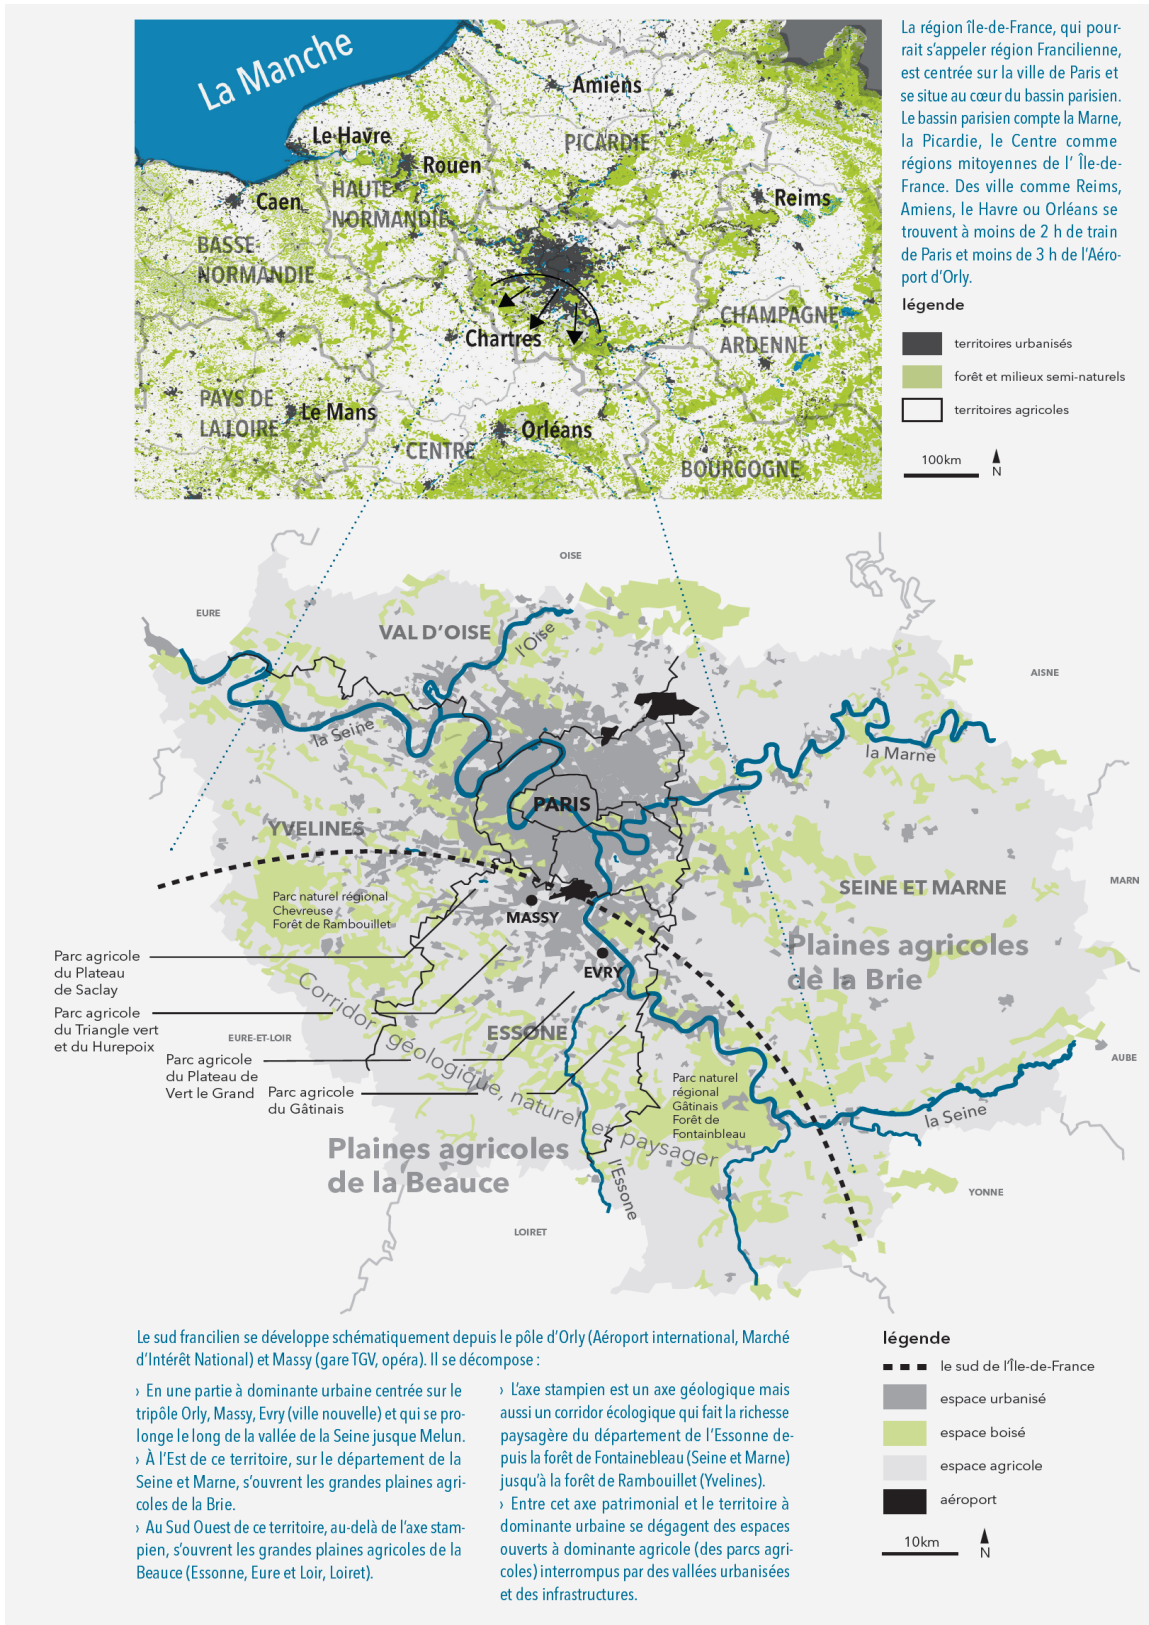 La Manche
Le Havre
Amiens
PICARDIE
Rouen
HAUTE
NORMANDIE
Caen
Reims
BASSE-
NORMANDIE
CHAMPAGNE
ARDENNE
Chartres
PAYS DE
LA LOIRE
Le Mans
CENTRE
Orléans
BOURGOGNE
La région île-de-France, qui pour-
rait s'appeler région Francilienne,
est centrée sur la ville de Paris et
se situe au cœur du bassin parisien.
Le bassin parisien compte la Marne,
la Picardie, le Centre comme
régions mitoyennes de l' Île-de-
France. Des ville comme Reims,
Amiens, le Havre ou Orléans se
trouvent à moins de 2 h de train
de Paris et moins de 3 h de l'Aéro-
port d'Orly.
légende
territoires urbanisés
forêt et milieux semi-naturels
territoires agricoles
100km
N
OISE
EURE
VAL D'OISE
l'Oise
AISNE
la Seine
la Marne
PARIS
YVELINES
SEINE ET MARNE
MARN
Parc naturel régional
Chevreuse
Forêt de Rambouillet
MASSY
Plaines agricoles
de la Brie
EVRY
Parc agricole
du Plateau
de Saclay
Corridor géologique, naturel et paysager
Parc agricole
du Triangle vert
et du Hurepoix
EURE-ET-LOIR
ESSONE
Parc agricole
du Plateau de
Vert le Grand
Parc agricole
du Gâtinais
Parc naturel
régional
Gâtinais
Forêt de
Fontainbleau
AUBE
la Seine
Plaines agricoles
de la Beauce
l'Essone
YONNE
LOIRET
Le sud francilien se développe schématiquement depuis le pôle d'Orly (Aéroport international, Marché
d'Intérêt National) et Massy (gare TGV, opéra). Il se décompose :
› En une partie à dominante urbaine centrée sur le
tripôle Orly, Massy, Evry (ville nouvelle) et qui se pro-
longe le long de la vallée de la Seine jusque Melun.
› À l'Est de ce territoire, sur le département de la
Seine et Marne, s'ouvrent les grandes plaines agri-
coles de la Brie.
› Au Sud Ouest de ce territoire, au-delà de l'axe stam-
pien, s'ouvrent les grandes plaines agricoles de la
Beauce (Essonne, Eure et Loir, Loiret).
› L'axe stampien est un axe géologique mais
aussi un corridor écologique qui fait la richesse
paysagère du département de l'Essonne de-
puis la forêt de Fontainebleau (Seine et Marne)
jusqu'à la forêt de Rambouillet (Yvelines).
› Entre cet axe patrimonial et le territoire à
dominante urbaine se dégagent des espaces
ouverts à dominante agricole (des parcs agri-
coles) interrompus par des vallées urbanisées
et des infrastructures.
légende
le sud de l'Île-de-France
espace urbanisé
espace boisé
espace agricole
aéroport
10km
N